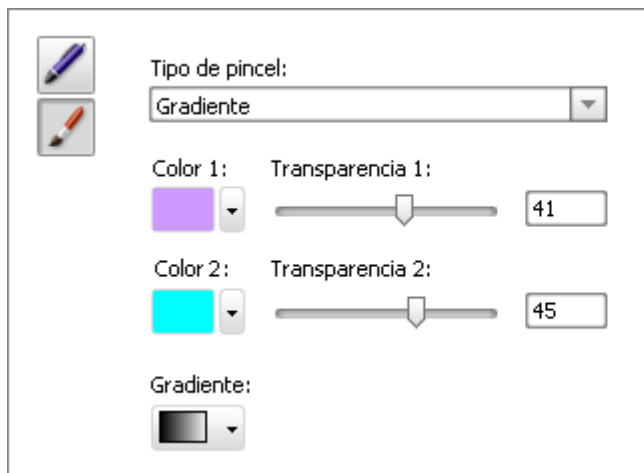 Tipo de pincel:
Gradiente
Color 1: Transparencia 1:
41
Color 2: Transparencia 2:
45
Gradiente: